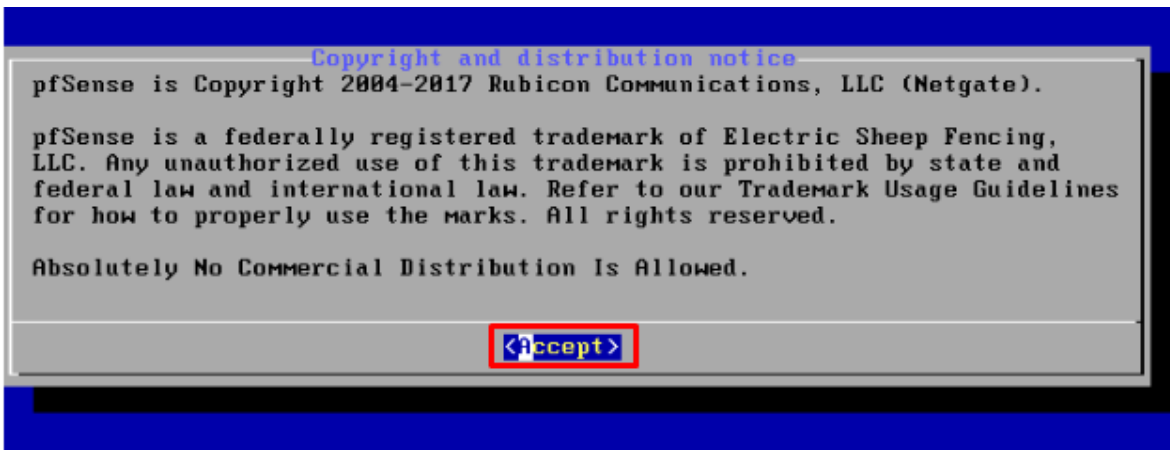 Copyright and distribution notice
pfSense is Copyright 2004-2017 Rubicon Communications, LLC (Netgate).
pfSense is a federally registered trademark of Electric Sheep Fencing,
LLC. Any unauthorized use of this trademark is prohibited by state and
federal law and international law. Refer to our Trademark Usage Guidelines
for how to properly use the marks. All rights reserved.
Absolutely No Commercial Distribution Is Allowed.
<Accept>